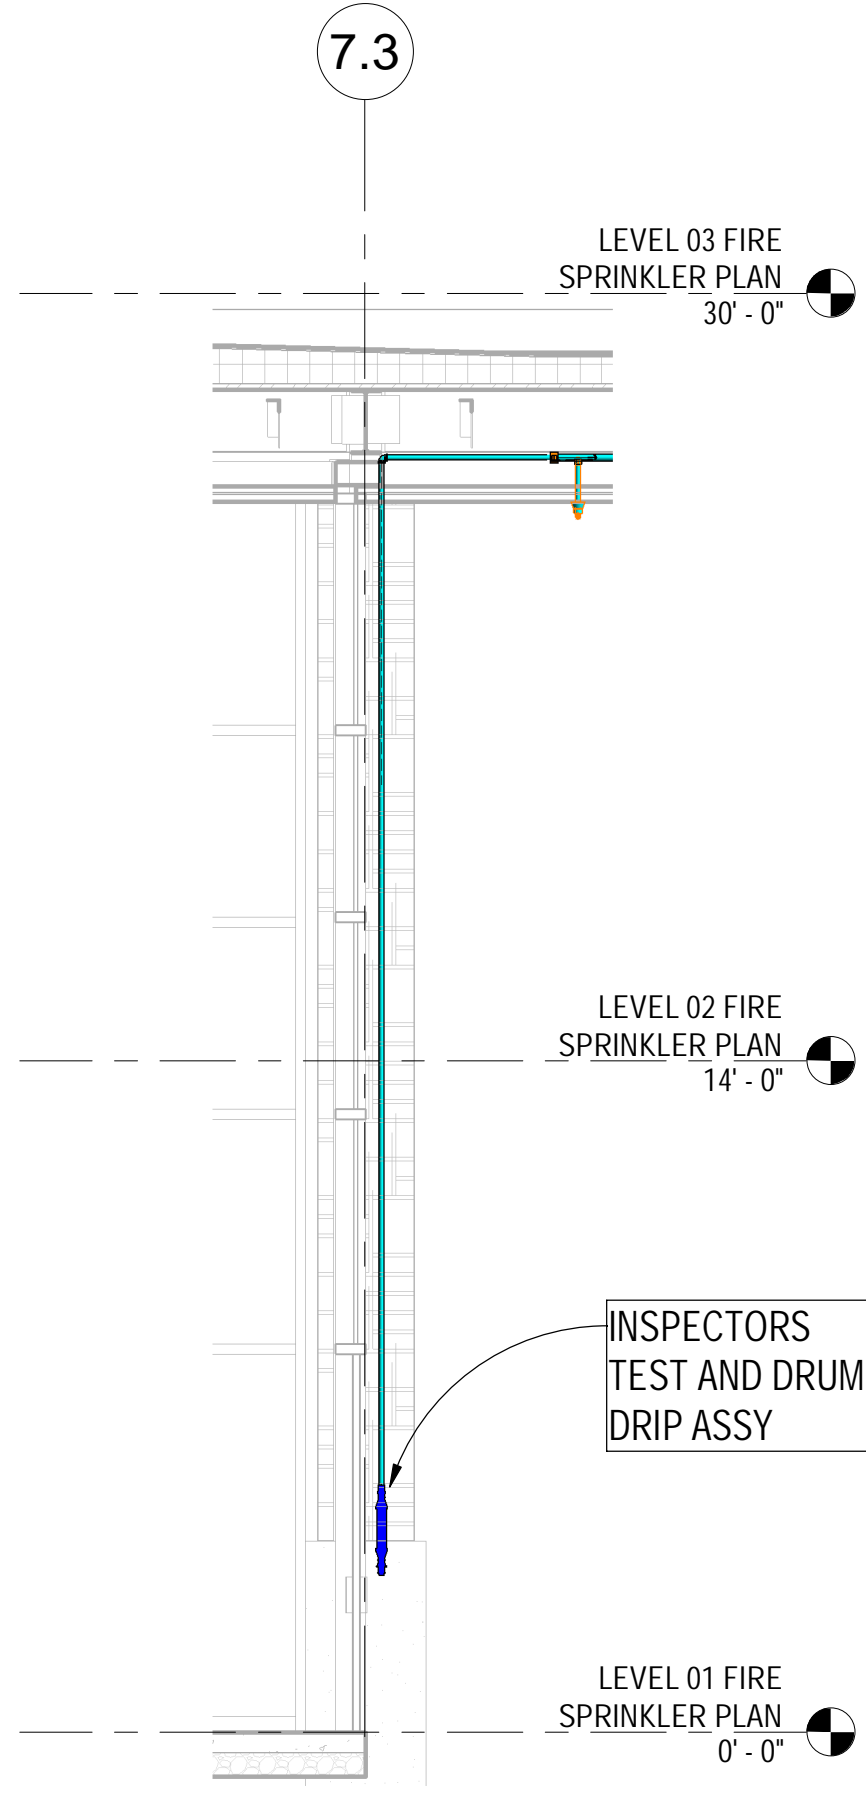 7.3
LEVEL 03 FIRE
SPRINKLER PLAN
30' - 0"
LEVEL 02 FIRE
SPRINKLER PLAN
14' - 0"
INSPECTORS
TEST AND DRUM
DRIP ASSY
LEVEL 01 FIRE
SPRINKLER PLAN
0' - 0"